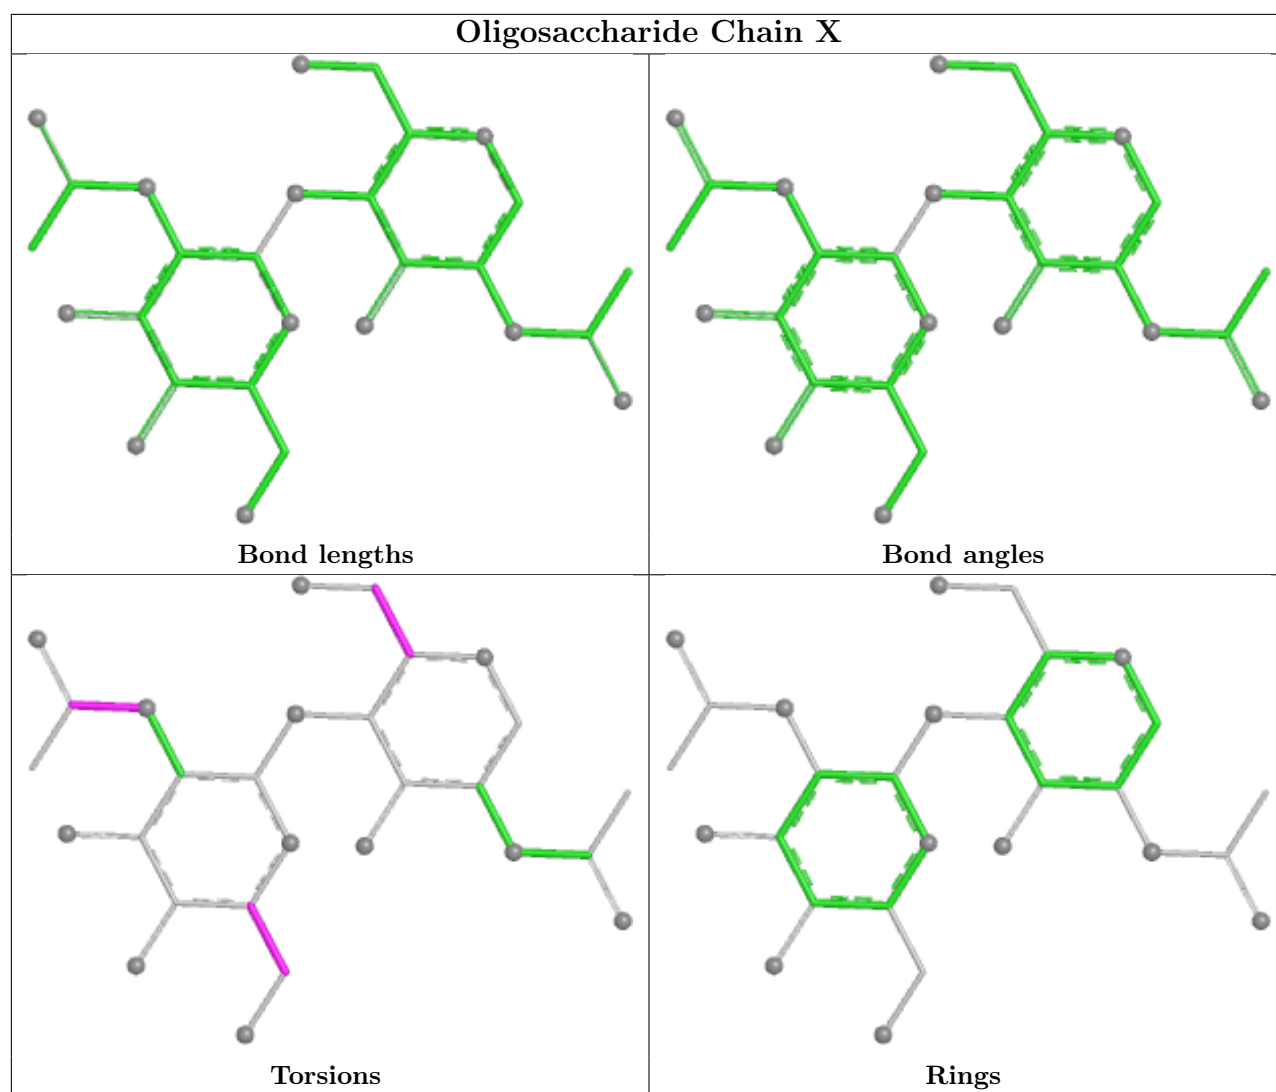 Oligosaccharide Chain X
Bond lengths
Bond angles
Torsions
Rings